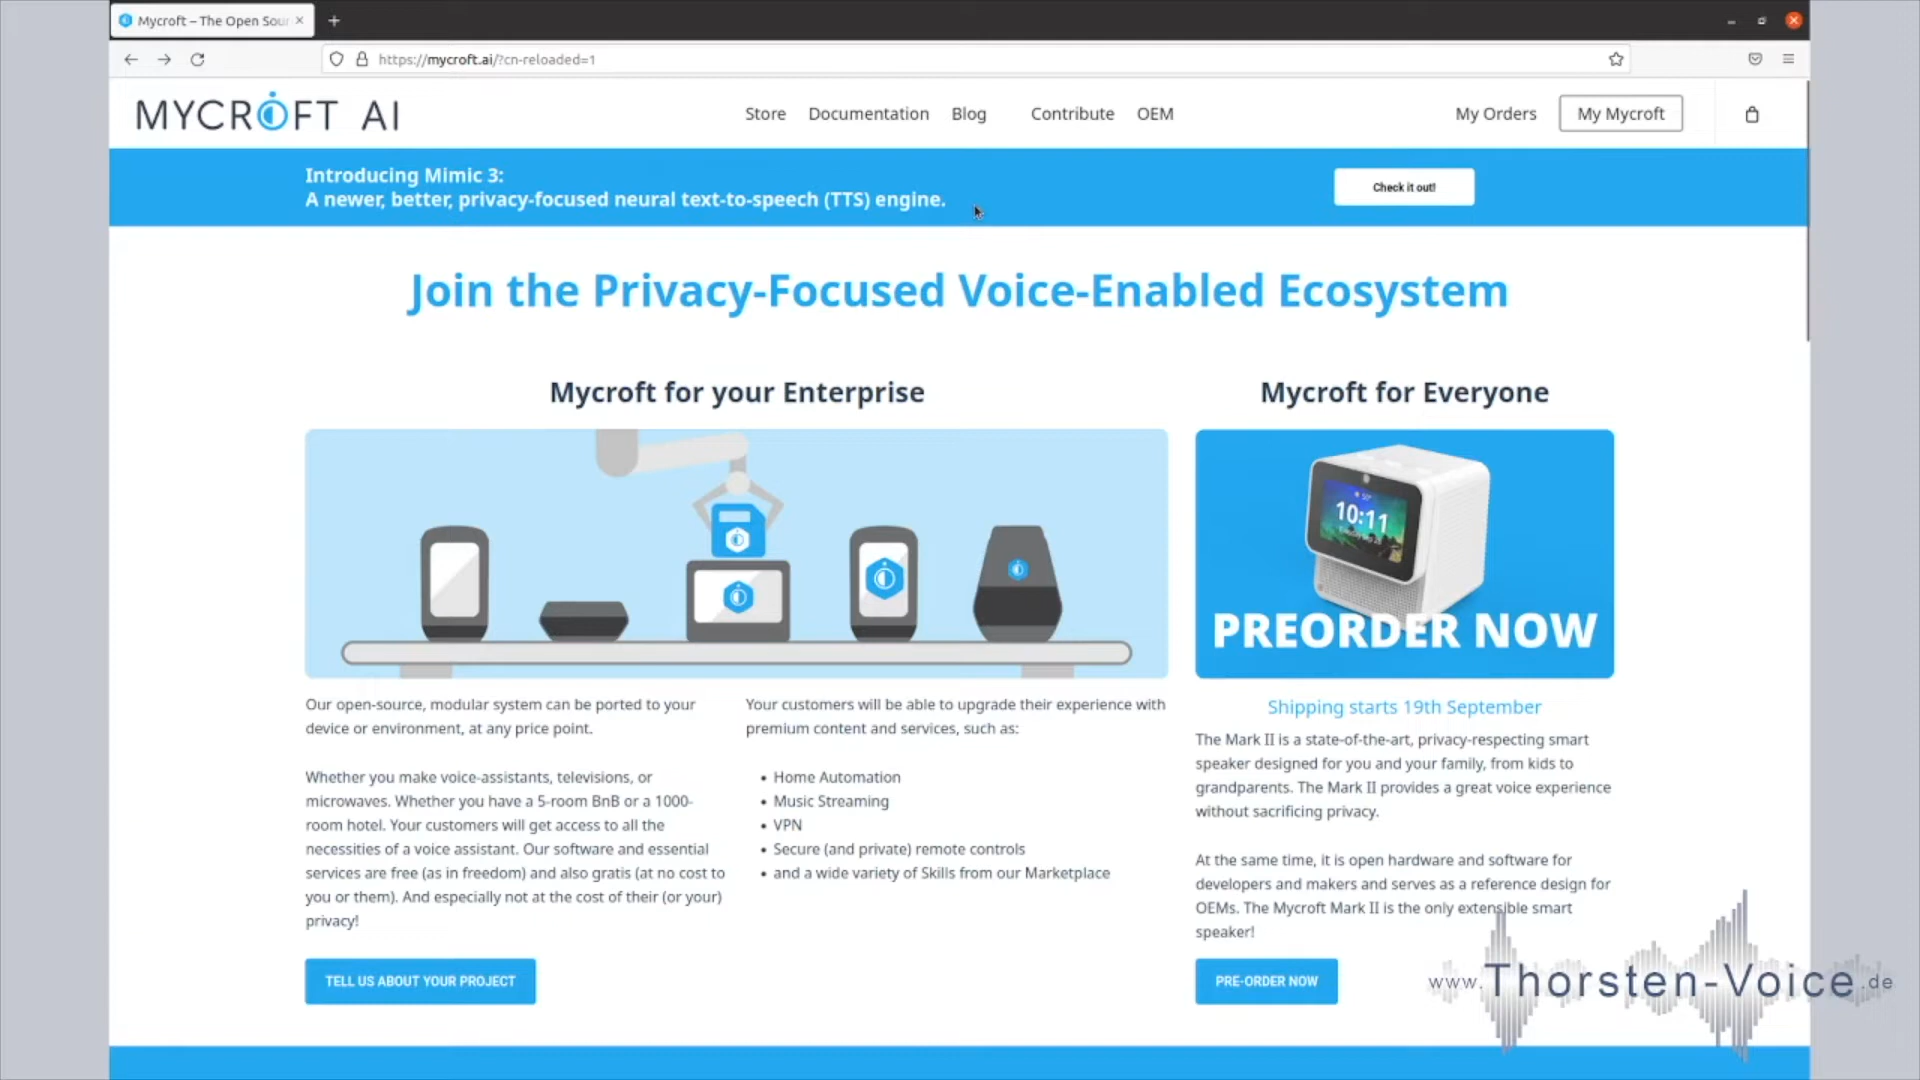 Mycroft – The Open Sour
https://mycroft.ai/?cn-reloaded=1
MYCROFT AI
Store
Documentation
Blog
Contribute
OEM
My Orders
My Mycroft
Introducing Mimic 3:
A newer, better, privacy-focused neural text-to-speech (TTS) engine.
Check it out!
Join the Privacy-Focused Voice-Enabled Ecosystem
Mycroft for your Enterprise
Our open-source, modular system can be ported to your
device or environment, at any price point.
Whether you make voice-assistants, televisions, or
microwaves. Whether you have a 5-room BnB or a 1000-
room hotel. Your customers will get access to all the
necessities of a voice assistant. Our software and essential
services are free (as in freedom) and also gratis (at no cost to
you or them). And especially not at the cost of their (or your)
privacy!
TELL US ABOUT YOUR PROJECT
Your customers will be able to upgrade their experience with
premium content and services, such as:
• Home Automation
• Music Streaming
• VPN
• Secure (and private) remote controls
• and a wide variety of Skills from our Marketplace
Mycroft for Everyone
10:11
PREORDER NOW
Shipping starts 19th September
The Mark II is a state-of-the-art, privacy-respecting smart
speaker designed for you and your family, from kids to
grandparents. The Mark II provides a great voice experience
without sacrificing privacy.
At the same time, it is open hardware and software for
developers and makers and serves as a reference design for
OEMs. The Mycroft Mark II is the only extensible smart
speaker!
PRE-ORDER NOW
www.Thorsten-Voice.de